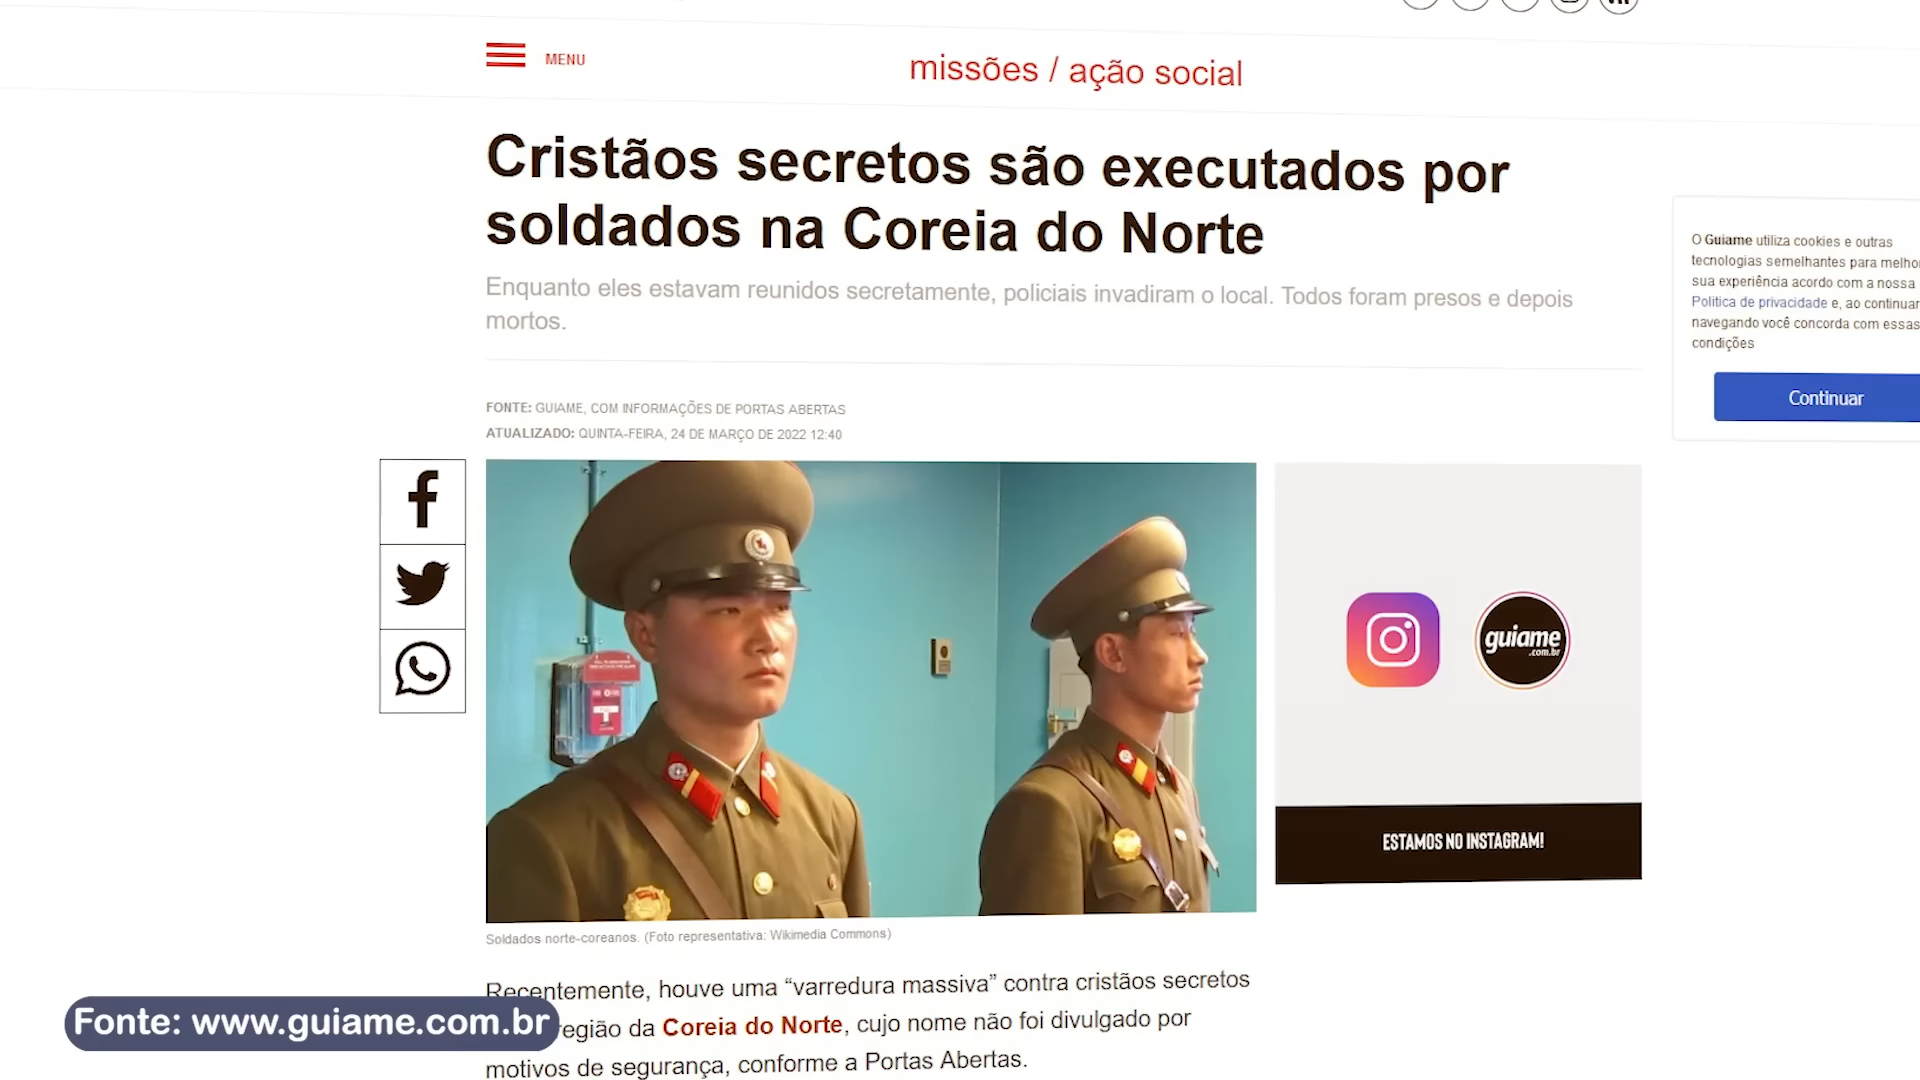 MENU
missões / ação social
Cristãos secretos são executados por
soldados na Coreia do Norte
Enquanto eles estavam reunidos secretamente, policiais invadiram o local. Todos foram presos e depois
mortos.
O Guiame utiliza cookies e outras
tecnologias semelhantes para melho
sua experiência acordo com a nossa
Politica de privacidade e, ao continuar
navegando você concorda com essas
condições
Continuar
FONTE: GUIAME, COM INFORMAÇÕES DE PORTAS ABERTAS
ATUALIZADO: QUINTA-FEIRA, 24 DE MARÇO DE 2022 12:40
guiame
.com.br
ESTAMOS NO INSTAGRAM!
Soldados norte-coreanos. (Foto representativa: Wikimedia Commons)
Recentemente, houve uma “varredura massiva” contra cristãos secretos
região da Coreia do Norte, cujo nome não foi divulgado por
motivos de segurança, conforme a Portas Abertas.
Fonte: www.guiame.com.br